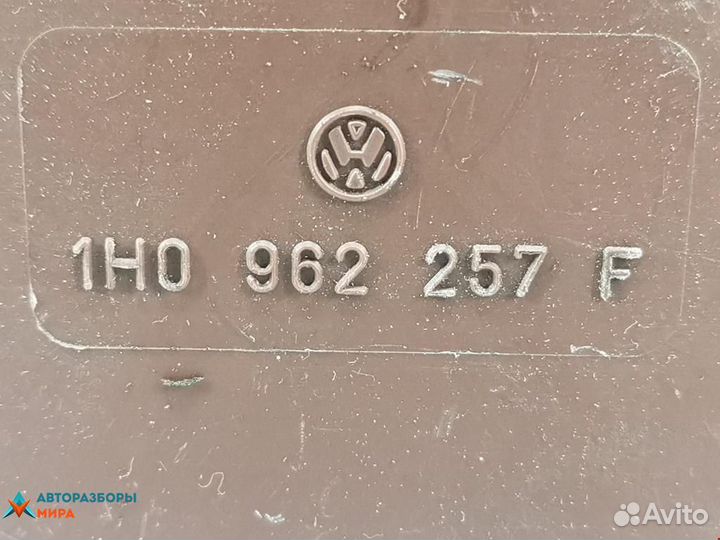 1H0 962 257 F
АВТОРАЗБОРЫ
МИРА
Avito